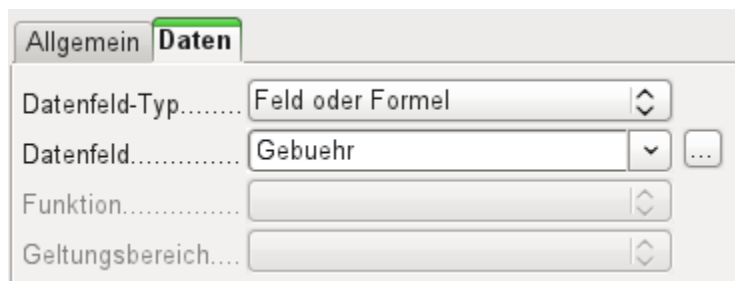 Allgemein Daten
Datenfeld-Typ........ Feld oder Formel
Datenfeld.............. Gebuehr ...
Funktion...............
Geltungsbereich....